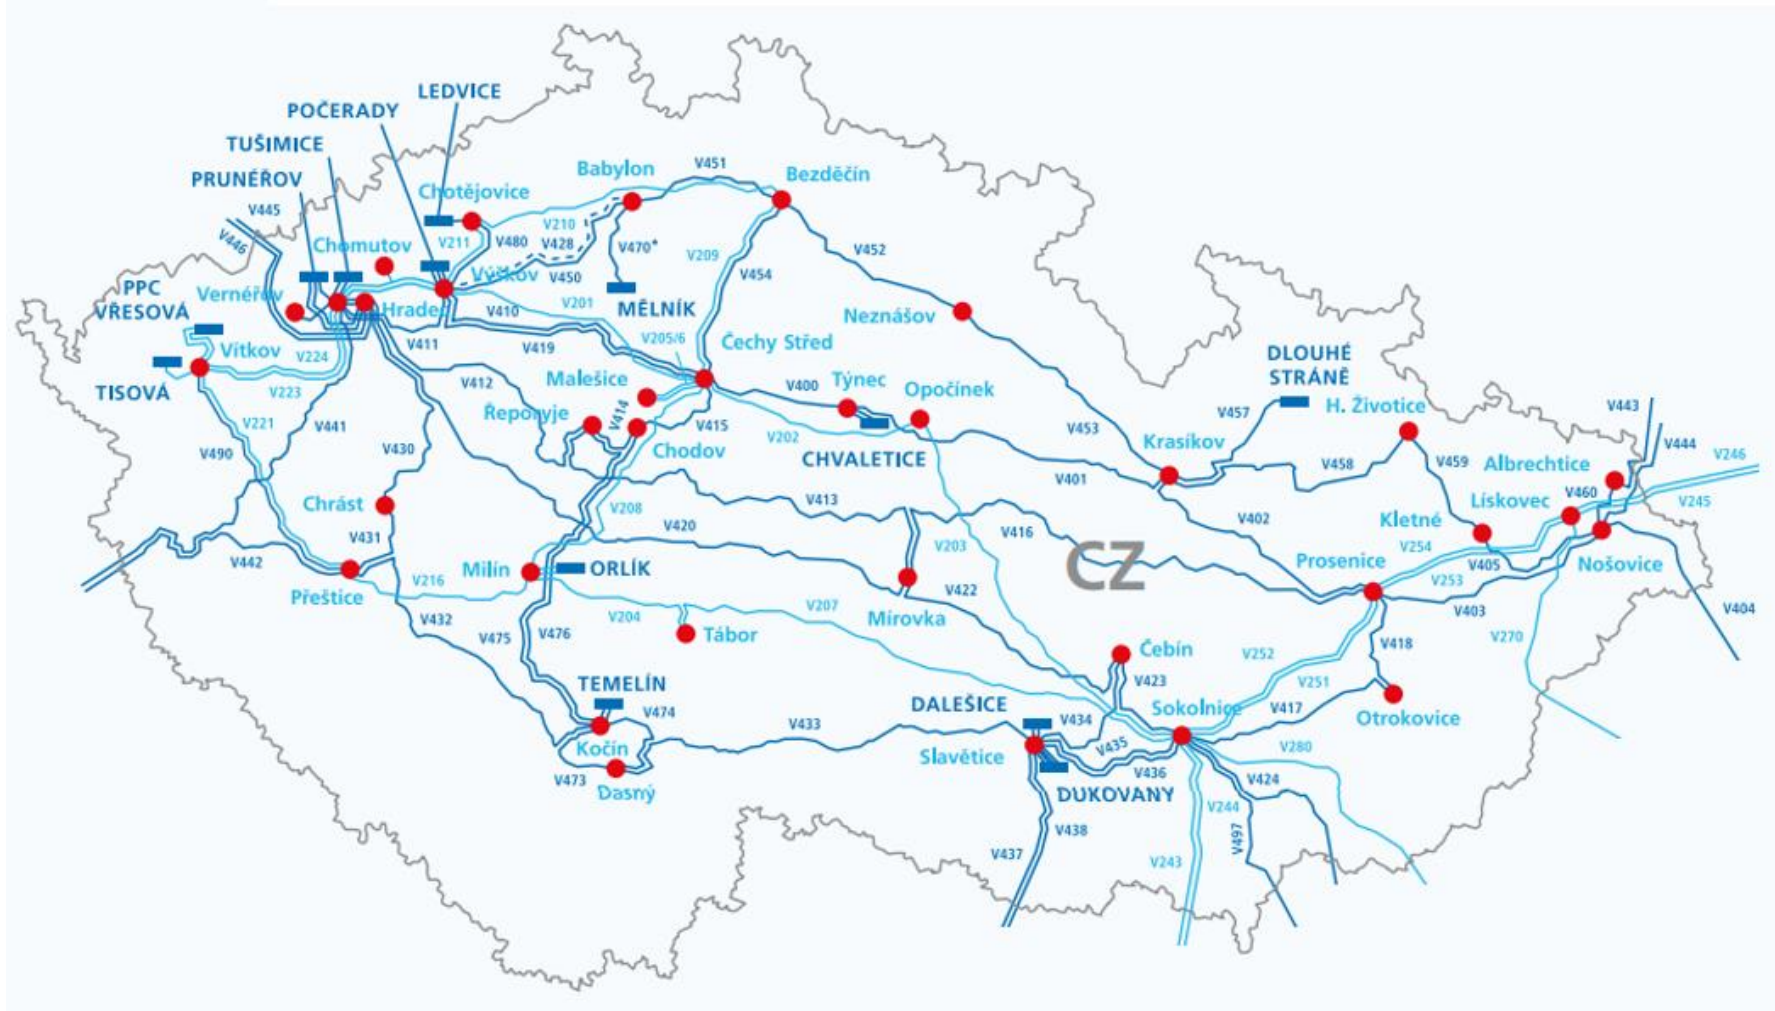 LEDVICE
POČERADY
TUŠIMICE
PRUNÉŘOV
V445
V446
Chomutov
Chotějovice
V211
V480
V210
V428
V450
Babylon
V451
Bezděčín
V470*
V209
V454
V452
PPC
VŘESOVÁ
Vernéřov
Hradec
Výškov
V410
V201
MĚLNÍK
Neznášov
Vítkov
V224
V411
V419
V205/6
Čechy Střed
TISOVÁ
V223
V412
Malešice
V400
Týnec
Opočínek
DLOUHÉ
STRÁNĚ
V457
H. Životice
V443
V221
V441
Řeporyje
V414
V415
V202
V453
Krasíkov
V444
V490
V430
Chodov
CHVALETICE
V401
V458
V459
Albrechtice
V246
Chrást
V208
V413
Lískovec
V460
V245
V431
V420
V203
V416
V402
Kletné
V254
V442
Milín
ORLÍK
CZ
Prosenice
V405
Nošovice
Přeštice
V216
V204
V207
V422
V253
V403
V404
V432
V475
V476
Tábor
Mírovka
Čebín
V252
V418
V270
TEMELÍN
V423
V251
V474
DALEŠICE
Sokolnice
V417
Otrokovice
Kočín
V433
V434
Slavětice
V435
V280
V473
Dasný
V436
V424
DUKOVANY
V244
V438
V497
V437
V243